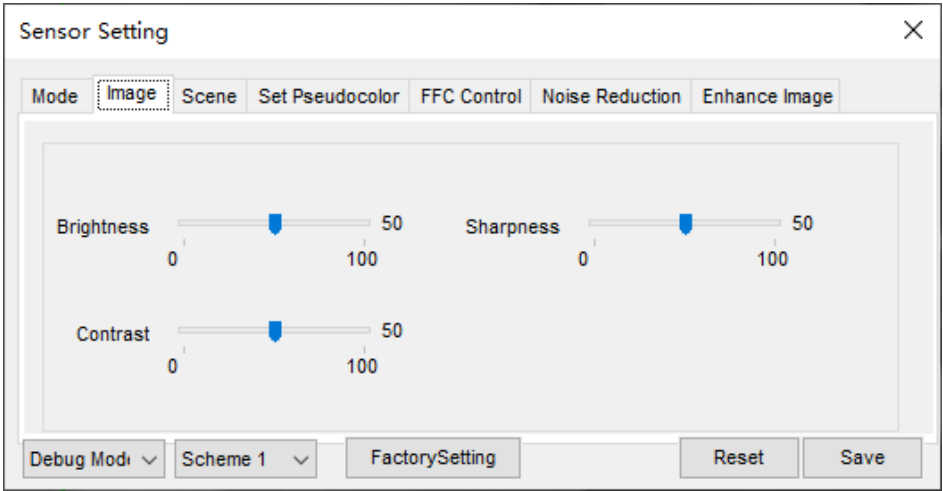 Sensor Setting
Mode Image Scene Set Pseudocolor FFC Control Noise Reduction Enhance Image
Brightness 50 Sharpness 50
0 100 0 100
Contrast 50
0 100
Debug Mode Scheme 1 FactorySetting Reset Save